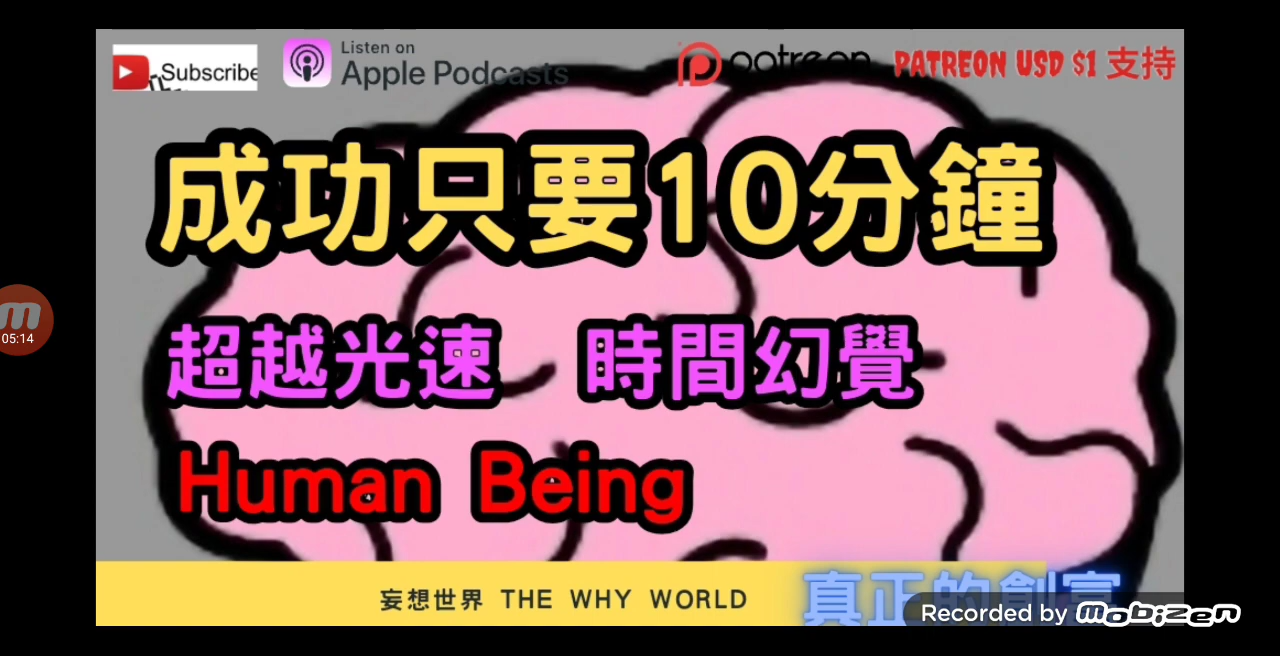 Subscribe
Listen on
Apple Podcasts
patreon
PATREON USD $1 支持
成功只要10分鐘
超越光速 時間幻覺
Human Being
05:14
妄想世界 THE WHY WORLD
真正的創富
Recorded by mobizen